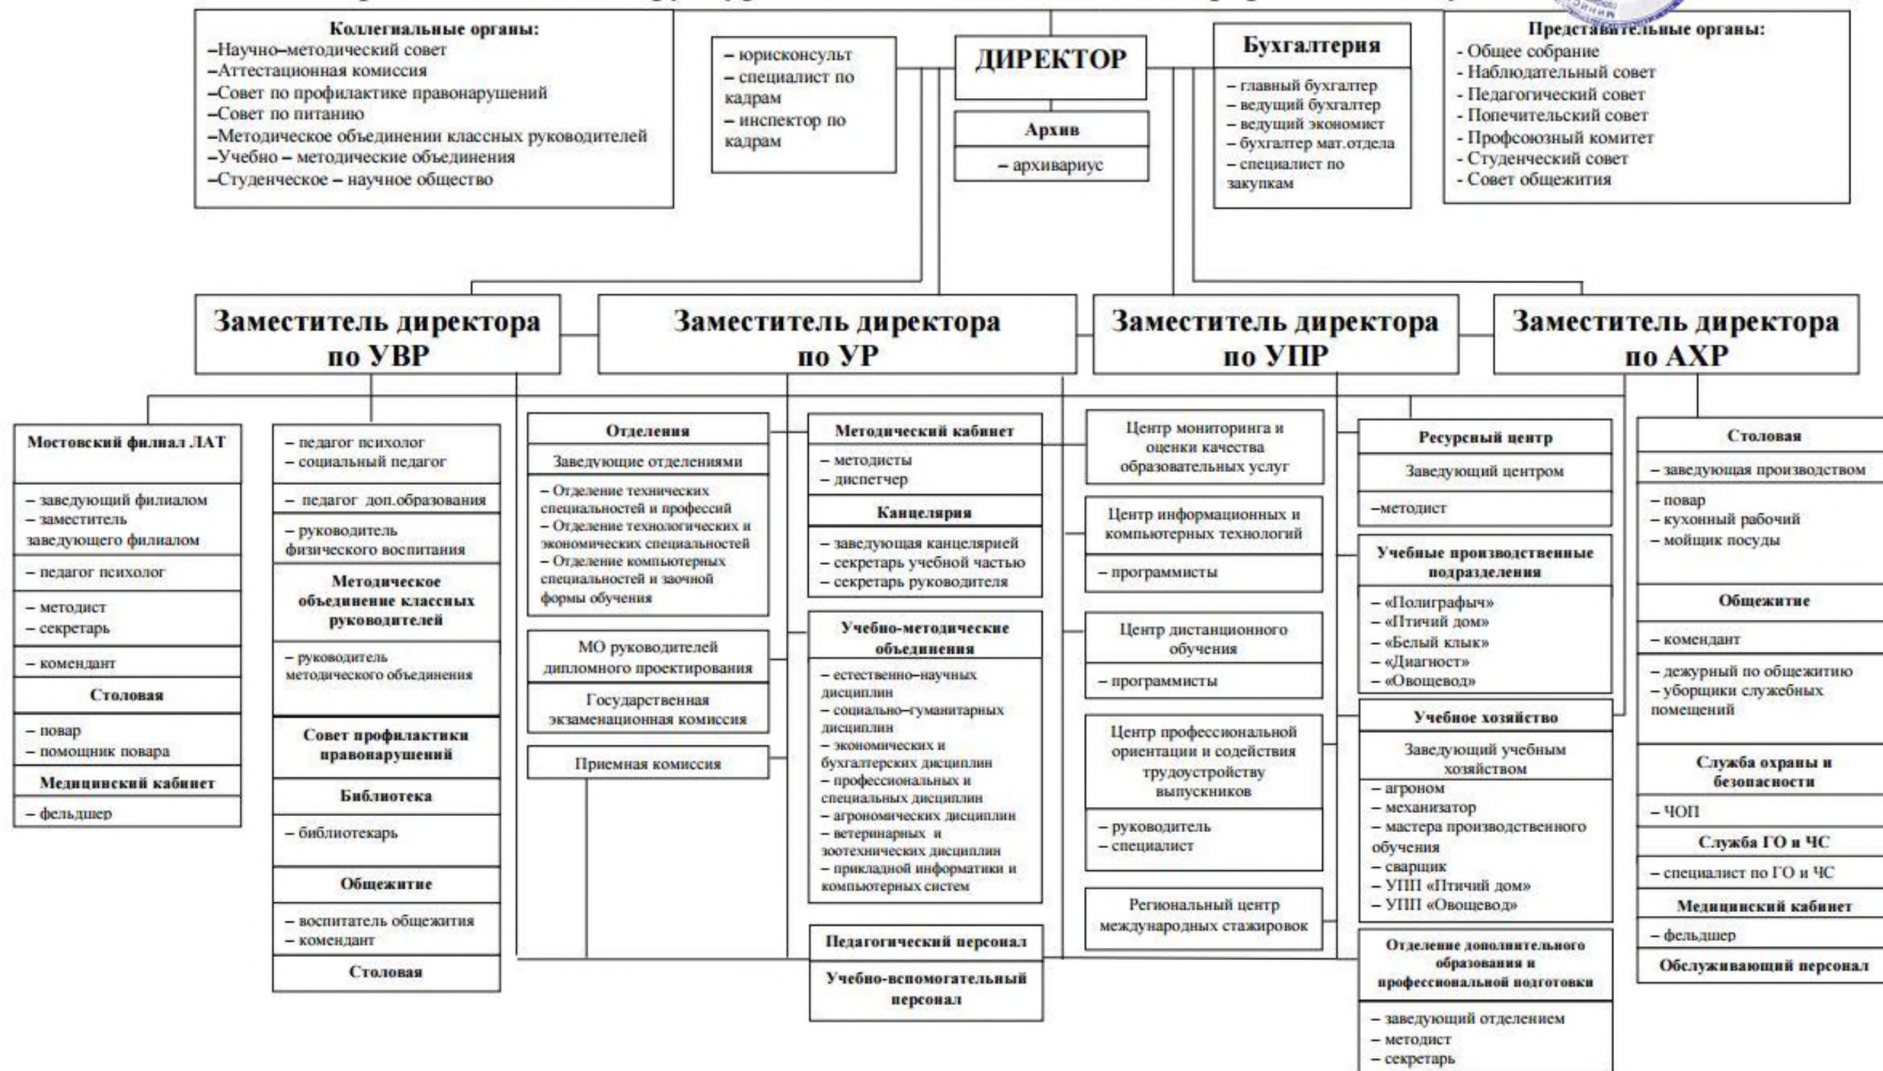 Коллегиальные органы:
–Научно–методический совет
–Аттестационная комиссия
–Совет по профилактике правонарушений
–Совет по питанию
–Методическое объединении классных руководителей
–Учебно – методические объединения
–Студенческое – научное общество
– юрисконсульт
– специалист по
кадрам
– инспектор по
кадрам
ДИРЕКТОР
Архив
– архивариус
Бухгалтерия
– главный бухгалтер
– ведущий бухгалтер
– ведущий экономист
– бухгалтер мат.отдела
– специалист по
закупкам
Представительные органы:
- Общее собрание
- Наблюдательный совет
- Педагогический совет
- Попечительский совет
- Профсоюзный комитет
- Студенческий совет
- Совет общежития
Заместитель директора
по УВР
Заместитель директора
по УР
Заместитель директора
по УПР
Заместитель директора
по АХР
Мостовский филиал ЛАТ
– заведующий филиалом
– заместитель
заведующего филиалом
– педагог психолог
– методист
– секретарь
– комендант
Столовая
– повар
– помощник повара
Медицинский кабинет
– фельдшер
– педагог психолог
– социальный педагог
– педагог доп.образования
– руководитель
физического воспитания
Методическое
объединение классных
руководителей
– руководитель
методического объединения
Совет профилактики
правонарушений
Библиотека
– библиотекарь
Общежитие
– воспитатель общежития
– комендант
Столовая
Отделения
Заведующие отделениями
– Отделение технических
специальностей и профессий
– Отделение технологических и
экономических специальностей
– Отделение компьютерных
специальностей и заочной
формы обучения
МО руководителей
дипломного проектирования
Государственная
экзаменационная комиссия
Приемная комиссия
Методический кабинет
– методисты
– диспетчер
Канцелярия
– заведующая канцелярией
– секретарь учебной частью
– секретарь руководителя
Учебно-методические
объединения
– естественно–научных
дисциплин
– социально–гуманитарных
дисциплин
– экономических и
бухгалтерских дисциплин
– профессиональных и
специальных дисциплин
– агрономических дисциплин
– ветеринарных и
зоотехнических дисциплин
– прикладной информатики и
компьютерных систем
Педагогический персонал
Учебно-вспомогательный
персонал
Центр мониторинга и
оценки качества
образовательных услуг
Центр информационных и
компьютерных технологий
– программисты
Центр дистанционного
обучения
– программисты
Центр профессиональной
ориентации и содействия
трудоустройству
выпускников
– руководитель
– специалист
Региональный центр
международных стажировок
Ресурсный центр
Заведующий центром
–методист
Учебные производственные
подразделения
– «Полиграфыч»
– «Птичий дом»
– «Белый клык»
– «Диагност»
– «Овощевод»
Учебное хозяйство
Заведующий учебным
хозяйством
– агроном
– механизатор
– мастера производственного
обучения
– сварщик
– УПП «Птичий дом»
– УПП «Овощевод»
Отделение дополнительного
образования и
профессиональной подготовки
– заведующий отделением
– методист
– секретарь
Столовая
– заведующая производством
– повар
– кухонный рабочий
– мойщик посуды
Общежитие
– комендант
– дежурный по общежитию
– уборщики служебных
помещений
Служба охраны и
безопасности
– ЧОП
Служба ГО и ЧС
– специалист по ГО и ЧС
Медицинский кабинет
– фельдшер
Обслуживающий персонал